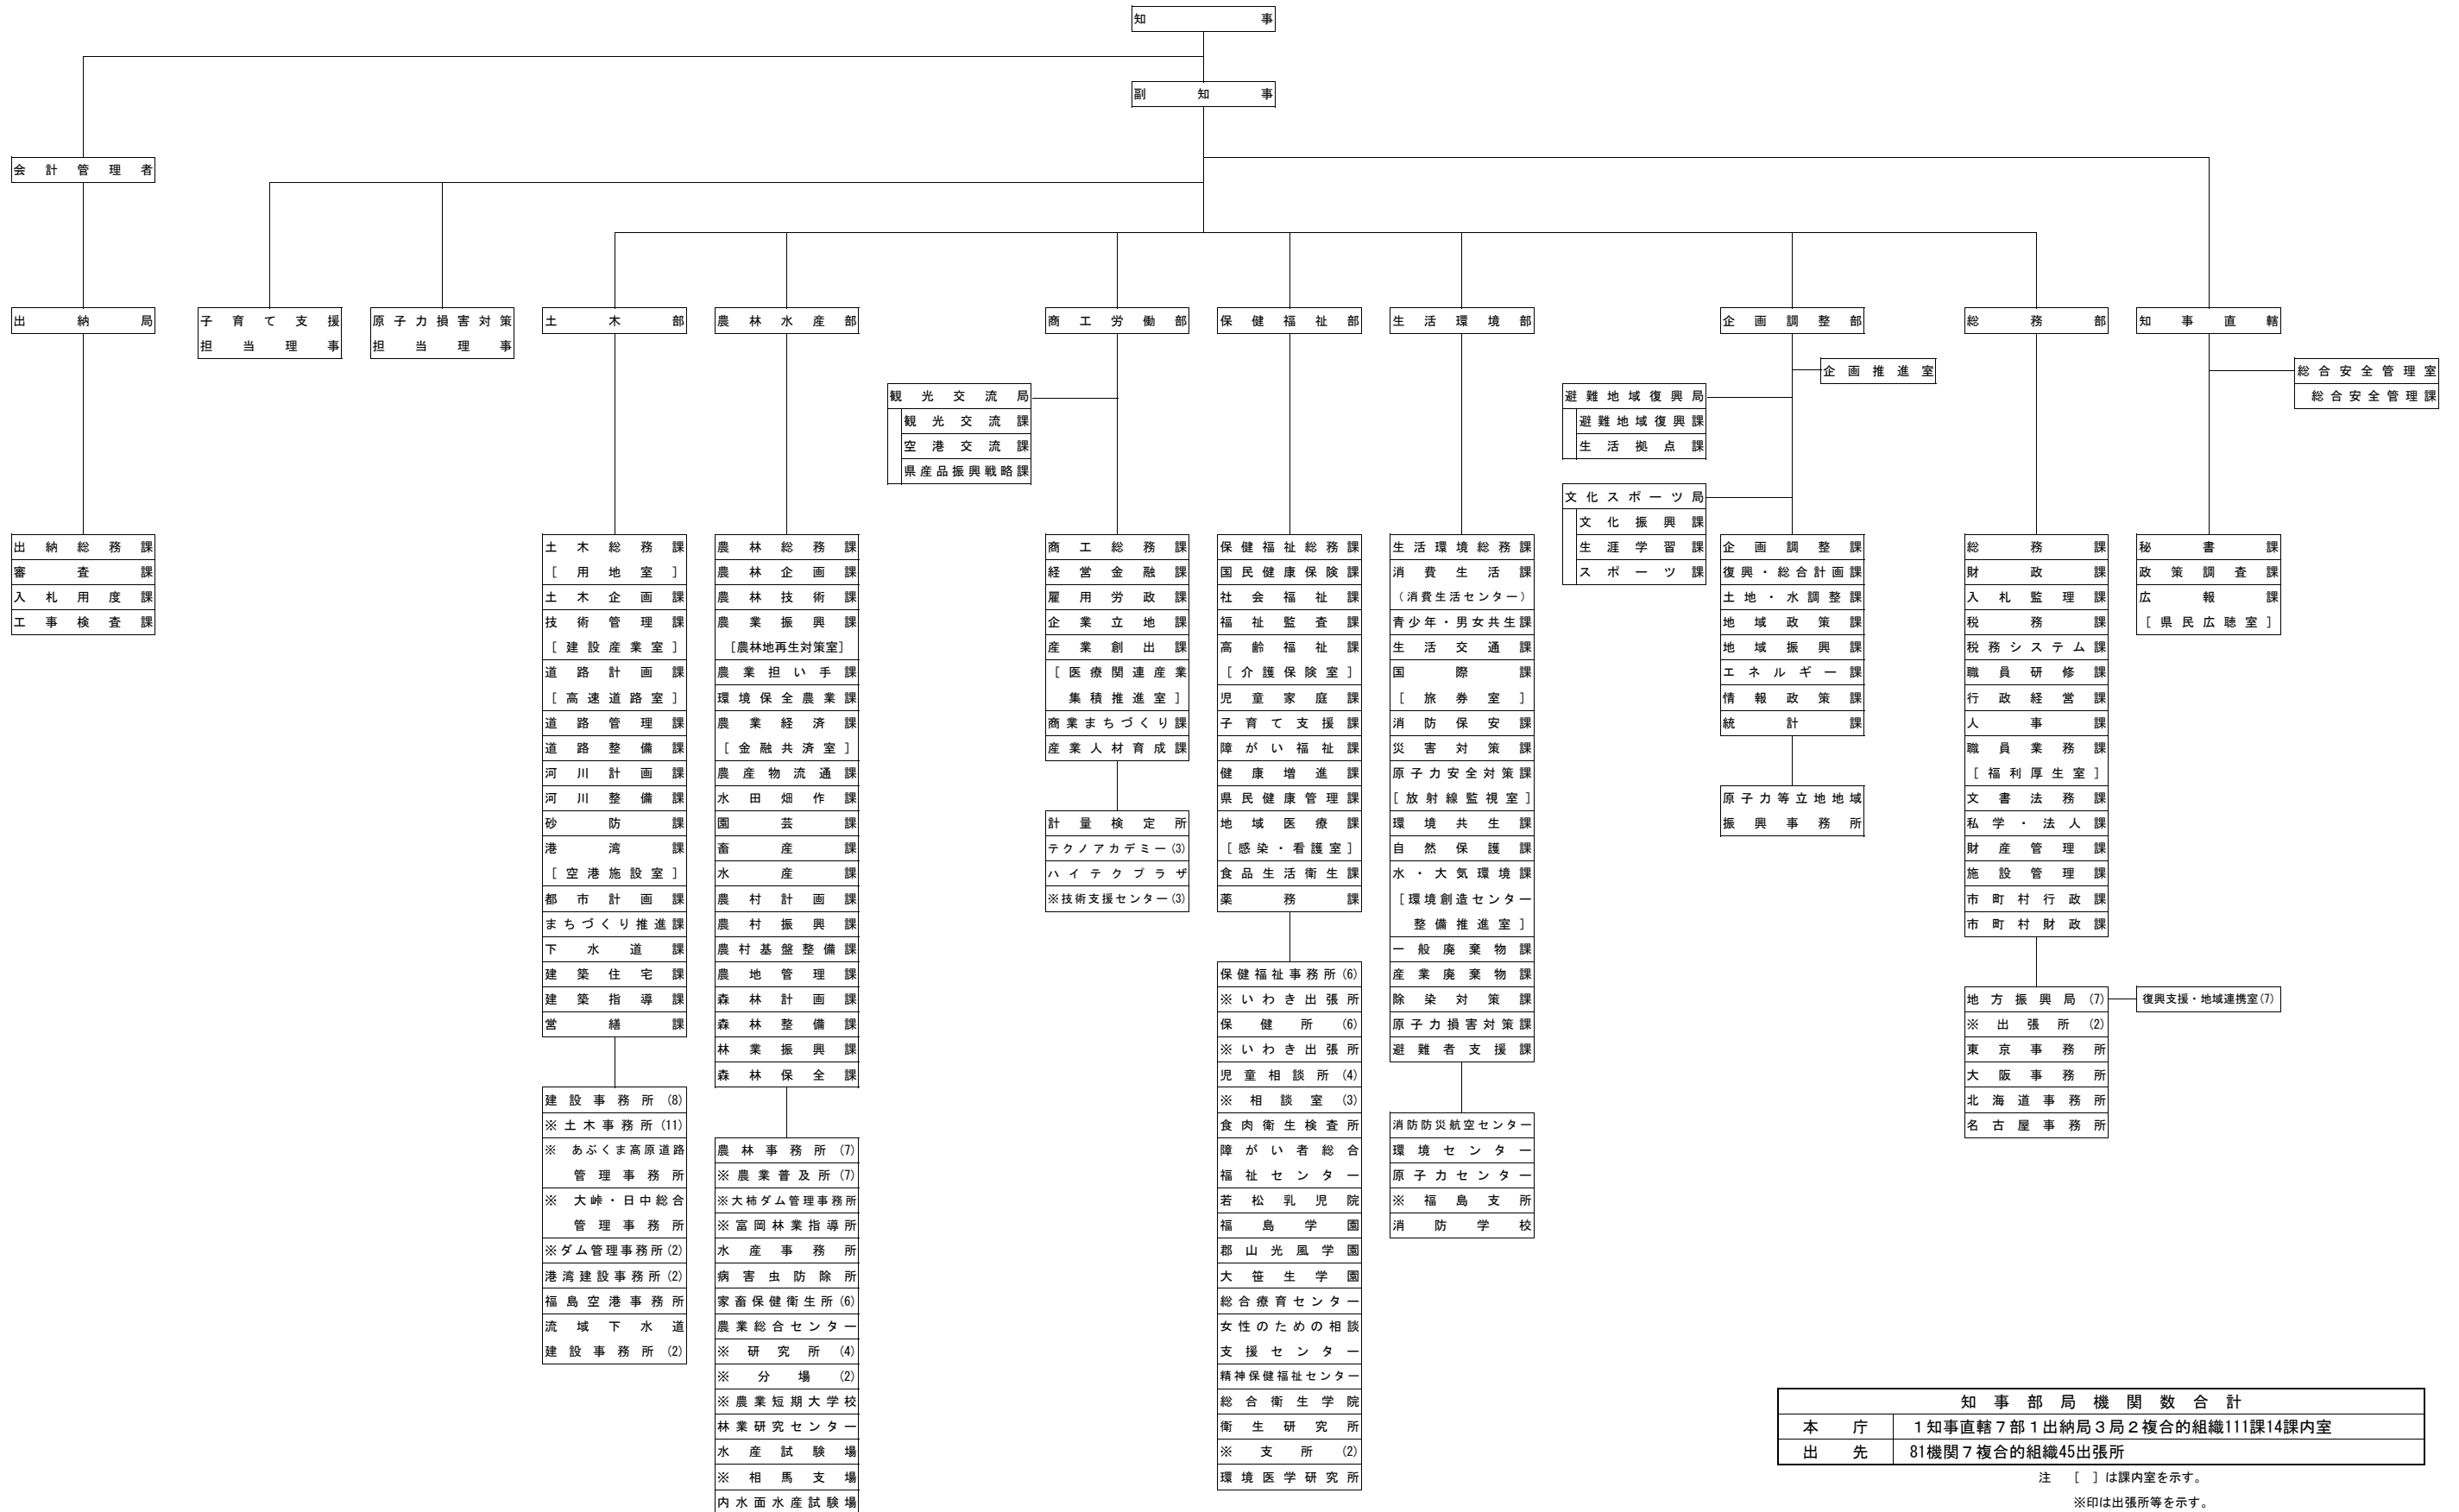 知事
副知事
会計管理者
出納局
出納総務課
審査課
入札用度課
工事検査課
子育て支援
担当理事
原子力損害対策
担当理事
土木部
土木総務課
[用地室]
土木企画課
技術管理課
[建設産業室]
道路計画課
[高速道路室]
道路管理課
道路整備課
河川計画課
河川整備課
砂防課
港湾課
[空港施設室]
都市計画課
まちづくり推進課
下水道課
建築住宅課
建築指導課
営繕課
建設事務所(8)
※土木事務所(11)
※ あぶくま高原道路
管理事務所
※ 大峠・日中総合
管理事務所
※ダム管理事務所(2)
港湾建設事務所(2)
福島空港事務所
流域下水道
建設事務所(2)
農林水産部
農林総務課
農林企画課
農林技術課
農業振興課
[農林地再生対策室]
農業担い手課
環境保全農業課
農業経済課
[金融共済室]
農産物流通課
水田畑作課
園芸課
畜産課
水産課
農村計画課
農村振興課
農村基盤整備課
農地管理課
森林計画課
森林整備課
林業振興課
森林保全課
農林事務所(7)
※農業普及所(7)
※大柿ダム管理事務所
※富岡林業指導所
水産事務所
病害虫防除所
家畜保健衛生所(6)
農業総合センター
※研究所(4)
※分場(2)
※農業短期大学校
林業研究センター
水産試験場
※相馬支場
内水面水産試験場
商工労働部
観光交流局
観光交流課
空港交流課
県産品振興戦略課
商工総務課
経営金融課
雇用労政課
企業立地課
産業創出課
[医療関連産業
集積推進室]
商業まちづくり課
産業人材育成課
計量検定所
テクノアカデミー(3)
ハイテクプラザ
※技術支援センター(3)
保健福祉部
保健福祉総務課
国民健康保険課
社会福祉課
福祉監査課
高齢福祉課
[介護保険室]
児童家庭課
子育て支援課
障がい福祉課
健康増進課
県民健康管理課
地域医療課
[感染・看護室]
食品生活衛生課
薬務課
保健福祉事務所(6)
※いわき出張所
保健所(6)
※いわき出張所
児童相談所(4)
※相談室(3)
食肉衛生検査所
障がい者総合
福祉センター
若松乳児院
福島学園
郡山光風学園
大笹生学園
総合療育センター
女性のための相談
支援センター
精神保健福祉センター
総合衛生学院
衛生研究所
※支所(2)
環境医学研究所
生活環境部
生活環境総務課
消費生活課
(消費生活センター)
青少年・男女共生課
生活交通課
国際課
[旅券室]
消防保安課
災害対策課
原子力安全対策課
[放射線監視室]
環境共生課
自然保護課
水・大気環境課
[環境創造センター
整備推進室]
一般廃棄物課
産業廃棄物課
除染対策課
原子力損害対策課
避難者支援課
消防防災航空センター
環境センター
原子力センター
※福島支所
消防学校
企画調整部
企画推進室
避難地域復興局
避難地域復興課
生活拠点課
文化スポーツ局
文化振興課
生涯学習課
スポーツ課
企画調整課
復興・総合計画課
土地・水調整課
地域政策課
地域振興課
エネルギー課
情報政策課
統計課
原子力等立地地域
振興事務所
総務部
総務課
財政課
入札監理課
税務課
税務システム課
職員研修課
行政経営課
人事課
職員業務課
[福利厚生室]
文書法務課
私学・法人課
財産管理課
施設管理課
市町村行政課
市町村財政課
地方振興局(7)
復興支援・地域連携室(7)
※出張所(2)
東京事務所
大阪事務所
北海道事務所
名古屋事務所
知事直轄
総合安全管理室
総合安全管理課
秘書課
政策調査課
広報課
[県民広聴室]
知事部局機関数合計
本庁 1知事直轄7部1出納局3局2複合的組織111課14課内室
出先 81機関7複合的組織45出張所
注 [ ]は課内室を示す。
※印は出張所等を示す。